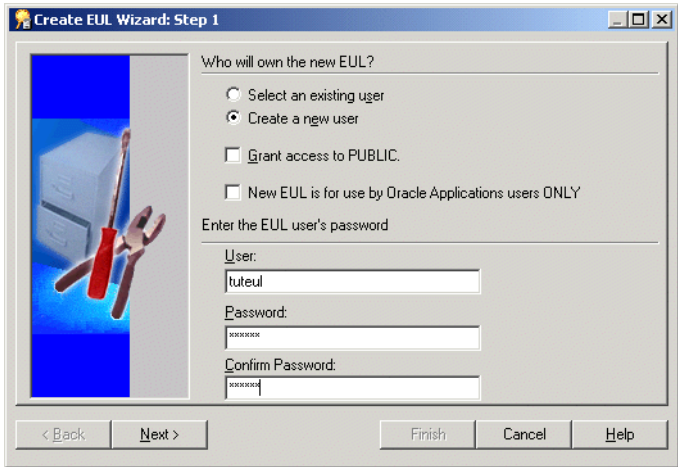 Create EUL Wizard: Step 1
Who will own the new EUL?
Select an existing user
Create a new user
Grant access to PUBLIC.
New EUL is for use by Oracle Applications users ONLY
Enter the EUL user's password
User:
tuteul
Password:
******
Confirm Password:
******
< Back Next > Finish Cancel Help